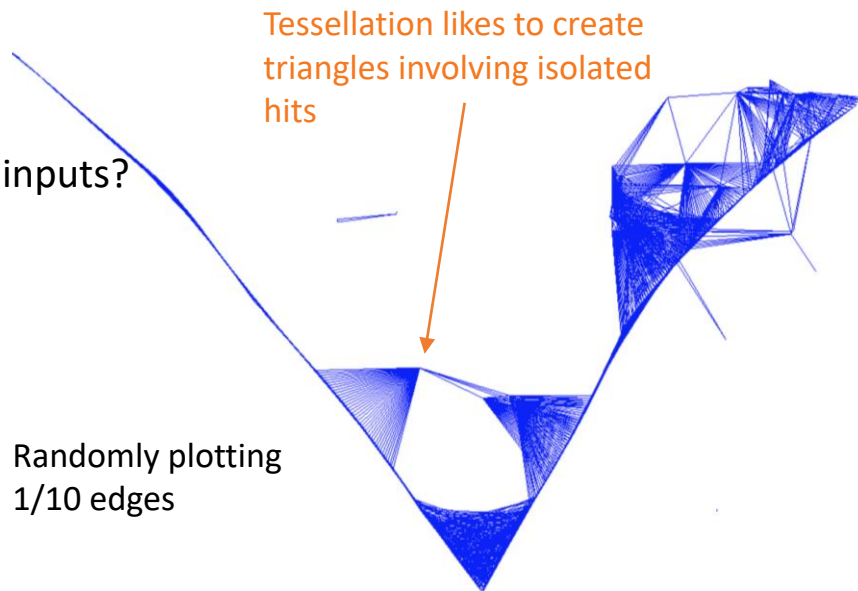 Tessellation likes to create
triangles involving isolated
hits
inputs?
Randomly plotting
1/10 edges